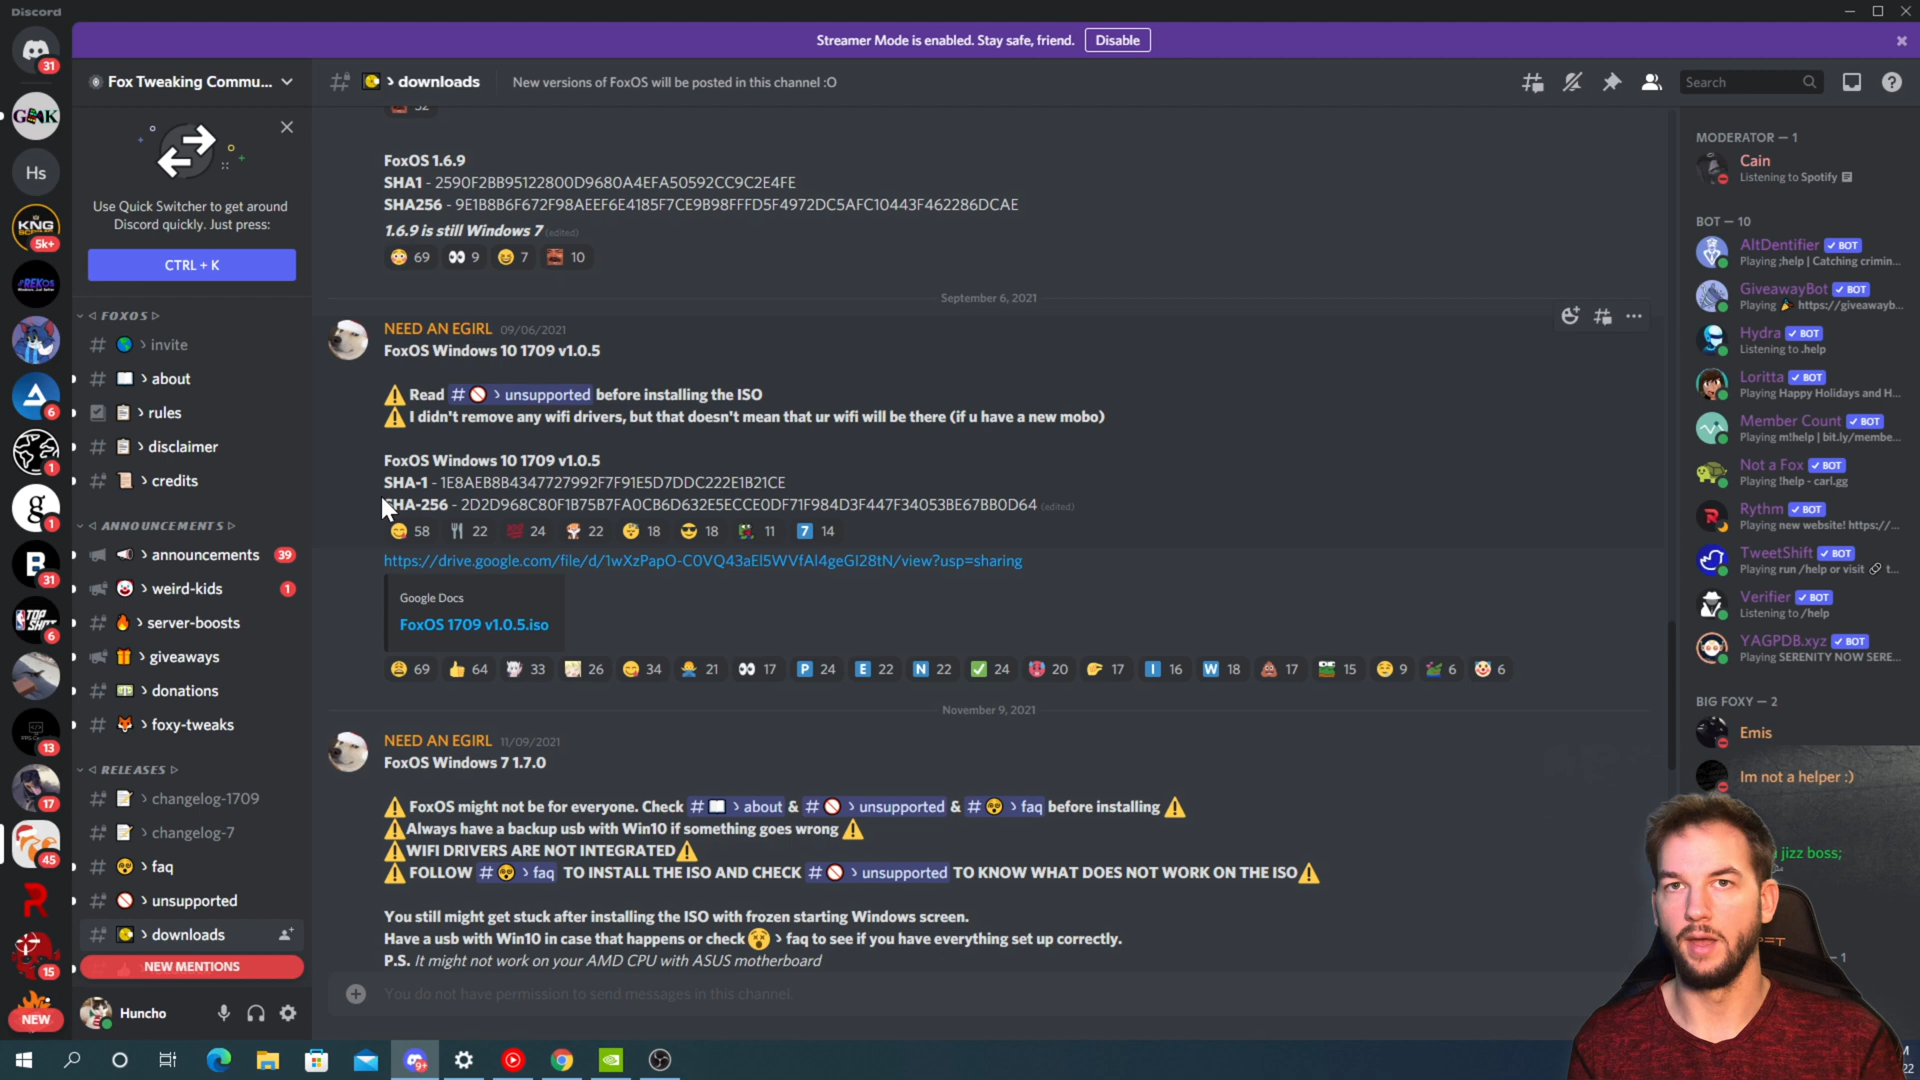 Discord
Streamer Mode is enabled. Stay safe, friend. Disable
31
Fox Tweaking Commu...
› downloads
New versions of FoxOS will be posted in this channel :O
Search
Hs
KNG
5k+
6
1
g
1
B
31
TOP SHOT
6
13
17
45
R
15
NEW
Use Quick Switcher to get around
Discord quickly. Just press:
CTRL + K
◁ FOXOS ▷
› invite
› about
› rules
› disclaimer
› credits
◁ ANNOUNCEMENTS ▷
› announcements 39
› weird-kids 1
› server-boosts
› giveaways
› donations
› foxy-tweaks
◁ RELEASES ▷
› changelog-1709
› changelog-7
› faq
› unsupported
› downloads
NEW MENTIONS
Huncho
FoxOS 1.6.9
SHA1 - 2590F2BB95122800D9680A4EFA50592CC9C2E4FE
SHA256 - 9E1B8B6F672F98AEEF6E4185F7CE9B98FFFD5F4972DC5AFC10443F462286DCAE
1.6.9 is still Windows 7 (edited)
69 9 7 10
September 6, 2021
NEED AN EGIRL 09/06/2021
FoxOS Windows 10 1709 v1.0.5
Read # › unsupported before installing the ISO
I didn't remove any wifi drivers, but that doesn't mean that ur wifi will be there (if u have a new mobo)
FoxOS Windows 10 1709 v1.0.5
SHA-1 - 1E8AEB8B4347727992F7F91E5D7DDC222E1B21CE
SHA-256 - 2D2D968C80F1B75B7FA0CB6D632E5ECCE0DF71F984D3F447F34053BE67BB0D64 (edited)
58 22 24 22 18 18 11 7 14
https://drive.google.com/file/d/1wXzPapO-C0VQ43aEl5WVfAl4geGI28tN/view?usp=sharing
Google Docs
FoxOS 1709 v1.0.5.iso
69 64 33 26 34 21 17 P 24 E 22 N 22 24 20 17 I 16 W 18 17 15 9 6 6
November 9, 2021
NEED AN EGIRL 11/09/2021
FoxOS Windows 7 1.7.0
FoxOS might not be for everyone. Check # › about & # › unsupported & # › faq before installing
Always have a backup usb with Win10 if something goes wrong
WIFI DRIVERS ARE NOT INTEGRATED
FOLLOW # › faq TO INSTALL THE ISO AND CHECK # › unsupported TO KNOW WHAT DOES NOT WORK ON THE ISO
You still might get stuck after installing the ISO with frozen starting Windows screen.
Have a usb with Win10 in case that happens or check › faq to see if you have everything set up correctly.
P.S. It might not work on your AMD CPU with ASUS motherboard
You do not have permission to send messages in this channel.
MODERATOR — 1
Cain
Listening to Spotify
BOT — 10
AltDentifier BOT
Playing ;help | Catching crimin...
GiveawayBot BOT
Playing https://giveawayb...
Hydra BOT
Listening to .help
Loritta BOT
Playing Happy Holidays and H...
Member Count BOT
Playing m!help | bit.ly/membe...
Not a Fox BOT
Playing !help - carl.gg
Rythm BOT
Playing new website! https://...
TweetShift BOT
Playing run /help or visit t...
Verifier BOT
Listening to /help
YAGPDB.xyz BOT
Playing SERENITY NOW SERE...
BIG FOXY — 2
Emis
Im not a helper :)
jizz boss;